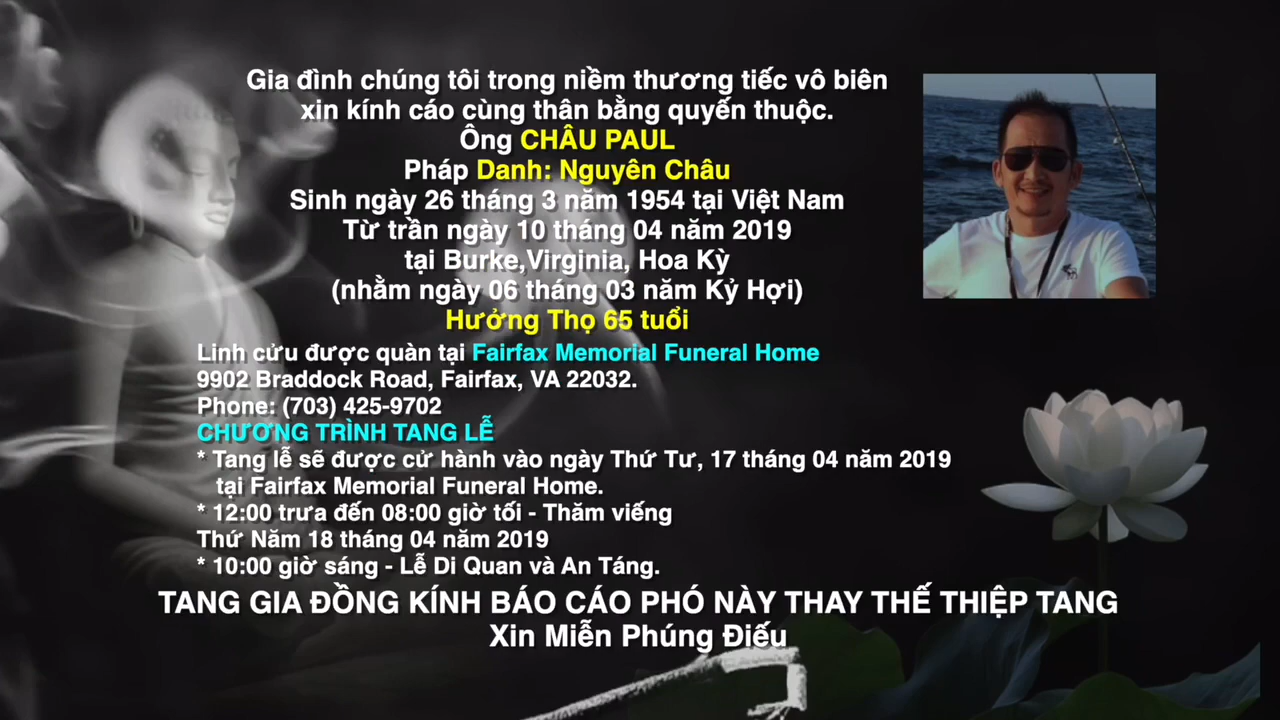 Gia đình chúng tôi trong niềm thương tiếc vô biên
xin kính cáo cùng thân bằng quyến thuộc.
Ông CHÂU PAUL
Pháp Danh: Nguyên Châu
Sinh ngày 26 tháng 3 năm 1954 tại Việt Nam
Từ trần ngày 10 tháng 04 năm 2019
tại Burke,Virginia, Hoa Kỳ
(nhằm ngày 06 tháng 03 năm Kỷ Hợi)
Hưởng Thọ 65 tuổi
Linh cửu được quàn tại Fairfax Memorial Funeral Home
9902 Braddock Road, Fairfax, VA 22032.
Phone: (703) 425-9702
CHƯƠNG TRÌNH TANG LỄ
* Tang lễ sẽ được cử hành vào ngày Thứ Tư, 17 tháng 04 năm 2019
tại Fairfax Memorial Funeral Home.
* 12:00 trưa đến 08:00 giờ tối - Thăm viếng
Thứ Năm 18 tháng 04 năm 2019
* 10:00 giờ sáng - Lễ Di Quan và An Táng.
TANG GIA ĐỒNG KÍNH BÁO CÁO PHÓ NÀY THAY THẾ THIỆP TANG
Xin Miễn Phúng Điếu